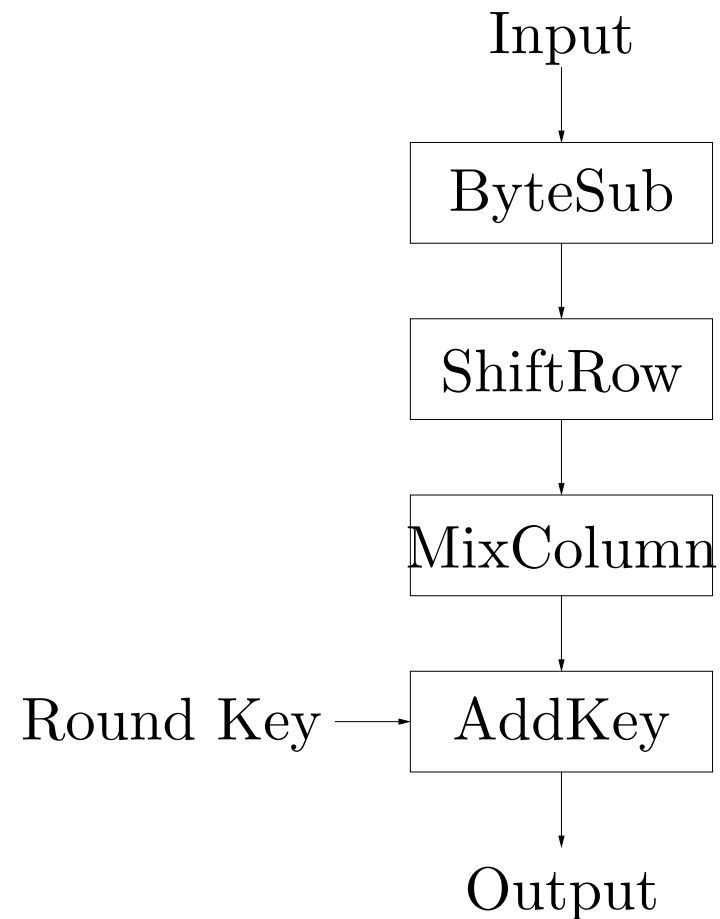 Input
ByteSub
ShiftRow
MixColumn
Round Key
AddKey
Output